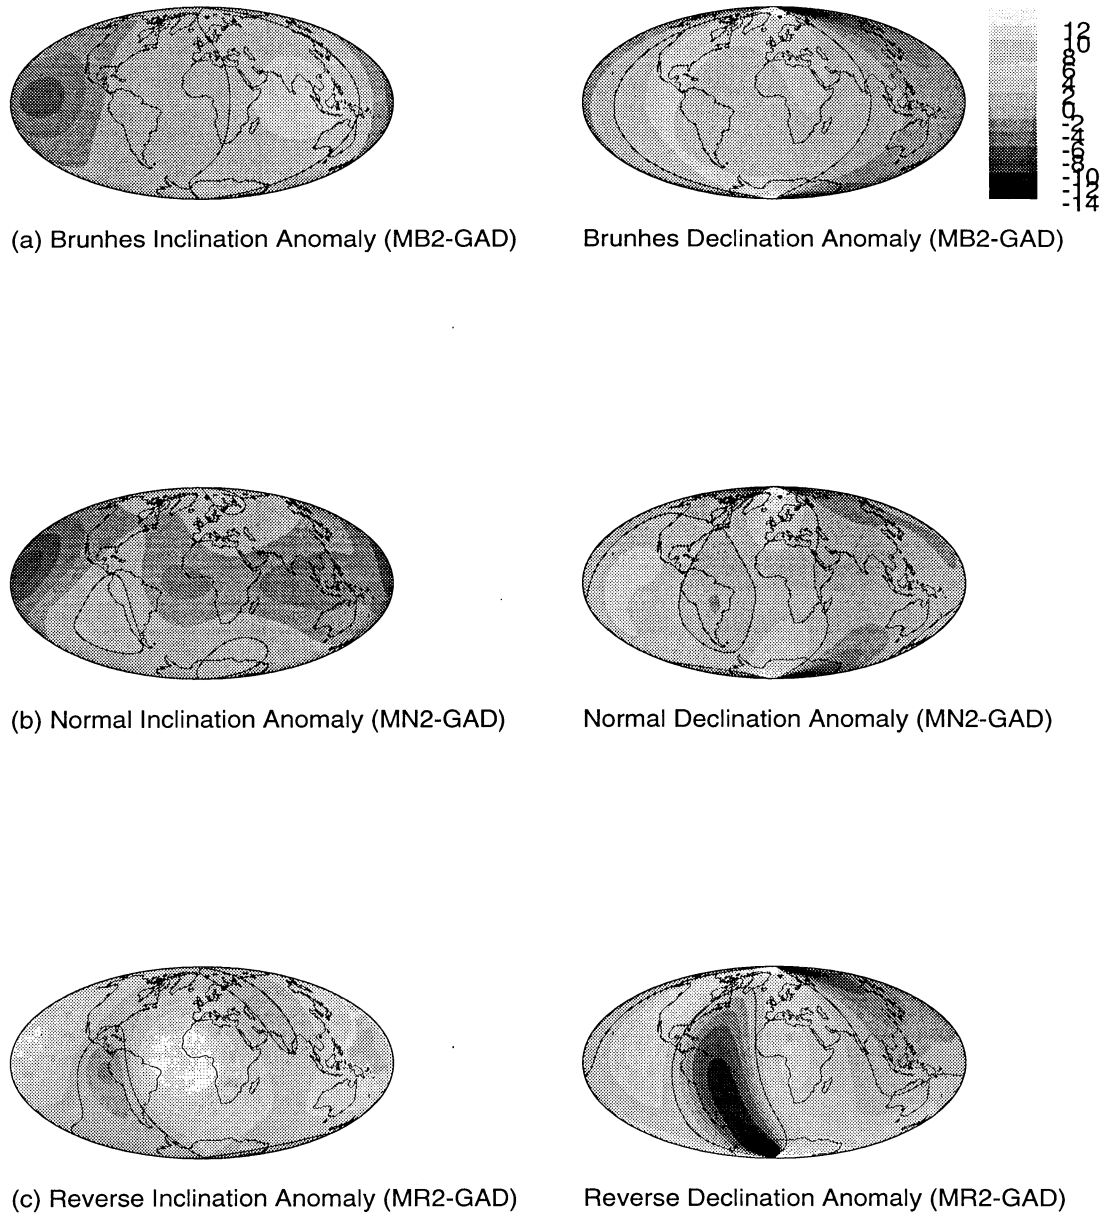 12
10
8
6
4
2
0
-2
-4
-6
-8
-10
-12
-14
(a) Brunhes Inclination Anomaly (MB2-GAD)
Brunhes Declination Anomaly (MB2-GAD)
(b) Normal Inclination Anomaly (MN2-GAD)
Normal Declination Anomaly (MN2-GAD)
(c) Reverse Inclination Anomaly (MR2-GAD)
Reverse Declination Anomaly (MR2-GAD)